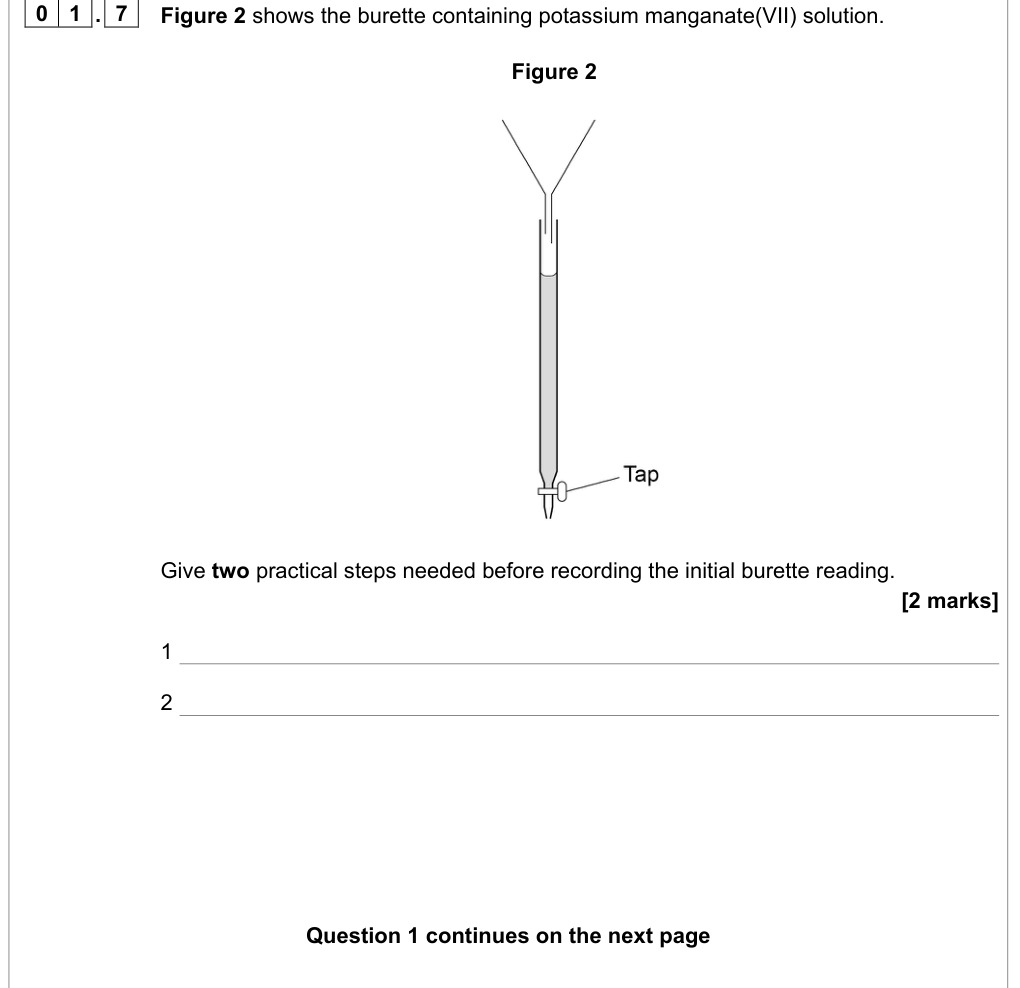 0 1 . 7 Figure 2 shows the burette containing potassium manganate(VII) solution.
Figure 2
Tap
Give two practical steps needed before recording the initial burette reading.
[2 marks]
1
2
Question 1 continues on the next page